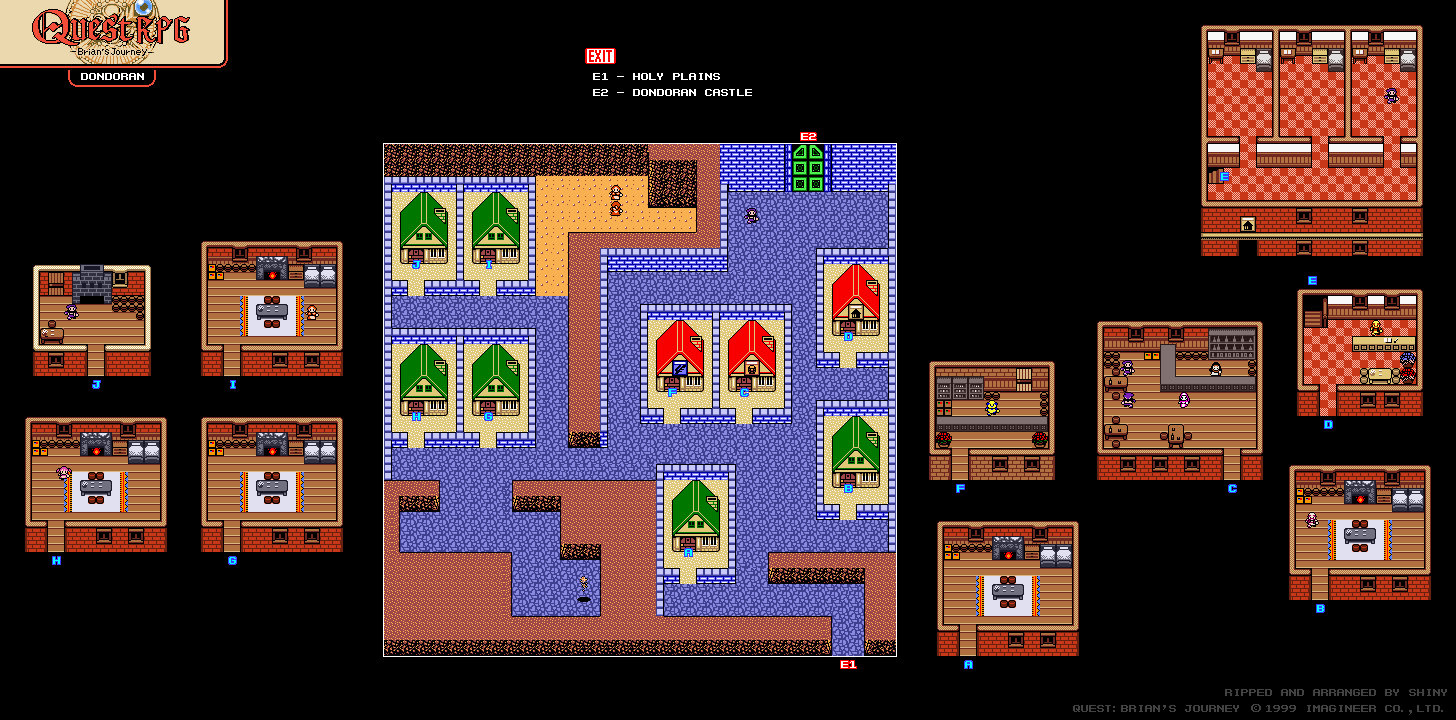 QuestRPG
-Brian's Journey-
DONDORAN
EXIT
E1 - HOLY PLAINS
E2 - DONDORAN CASTLE
E2
E
J I
D
E
J I
F C
H G
D
B
F C
A
B
H G
E1 A
RIPPED AND ARRANGED BY SHINY
QUEST: BRIAN'S JOURNEY © 1999 IMAGINEER CO.,LTD.